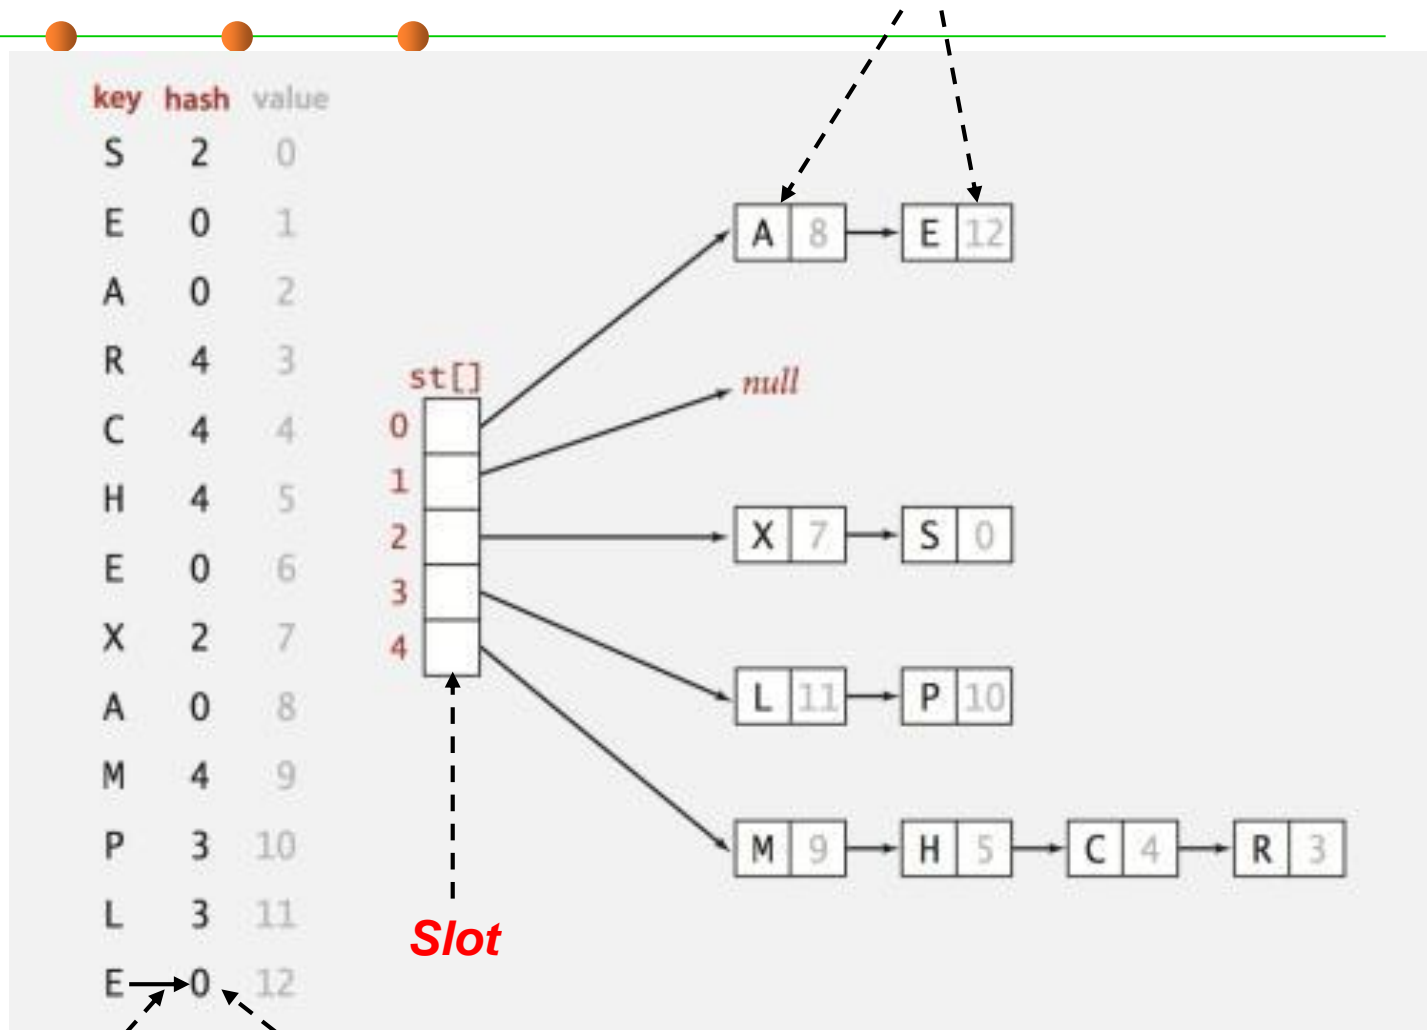 key hash value
S 2 0
E 0 1
A 0 2
R 4 3
C 4 4
H 4 5
E 0 6
X 2 7
A 0 8
M 4 9
P 3 10
L 3 11
E 0 12
st[]
0
1
2
3
4
Slot
A 8 E 12
null
X 7 S 0
L 11 P 10
M 9 H 5 C 4 R 3